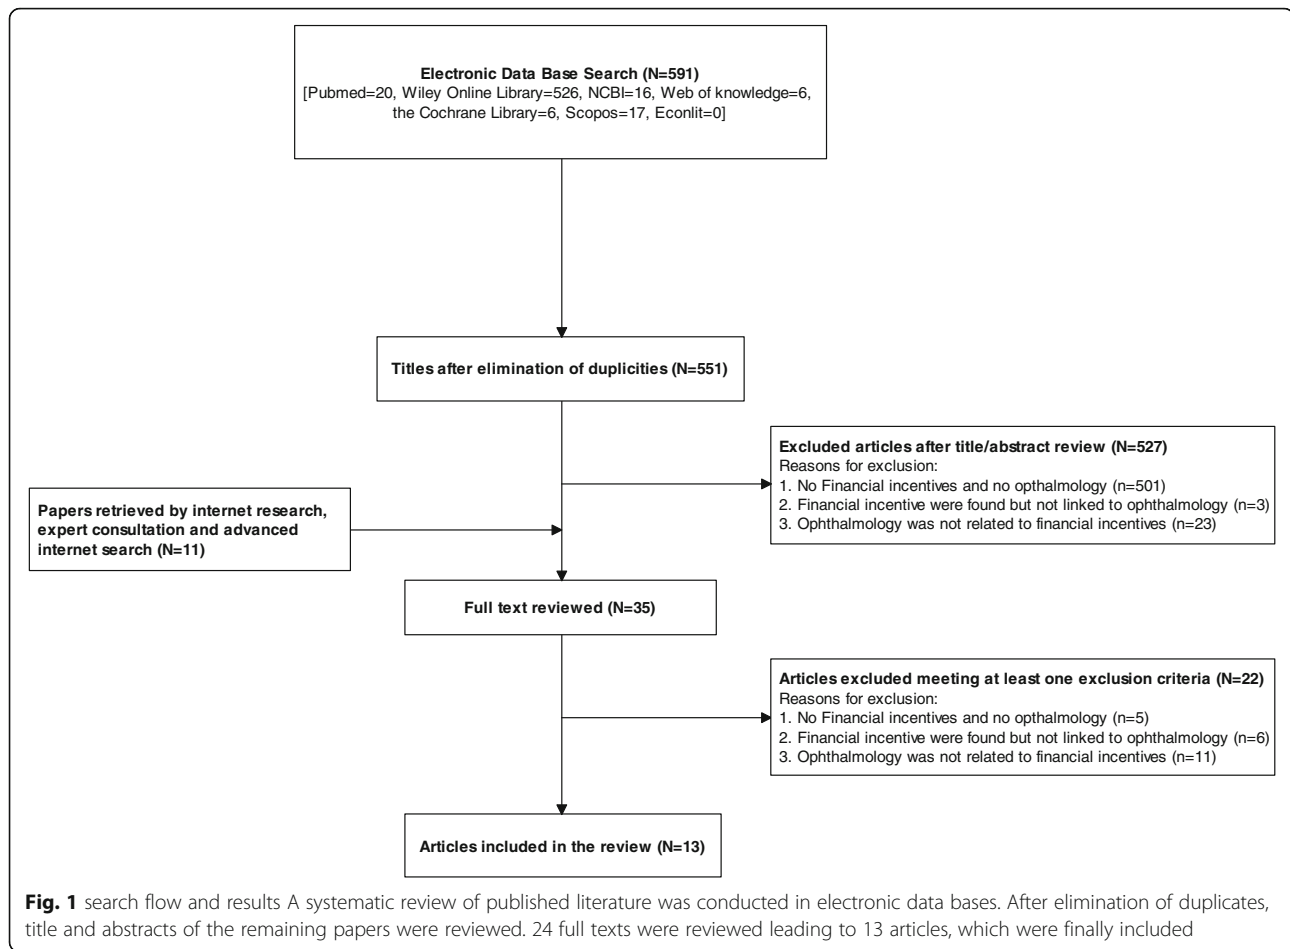 Electronic Data Base Search (N=591)
[Pubmed=20, Wiley Online Library=526, NCBI=16, Web of knowledge=6,
the Cochrane Library=6, Scopos=17, Econlit=0]
Titles after elimination of duplicities (N=551)
Excluded articles after title/abstract review (N=527)
Reasons for exclusion:
1. No Financial incentives and no opthalmology (n=501)
2. Financial incentive were found but not linked to ophthalmology (n=3)
3. Ophthalmology was not related to financial incentives (n=23)
Papers retrieved by internet research,
expert consultation and advanced
internet search (N=11)
Full text reviewed (N=35)
Articles excluded meeting at least one exclusion criteria (N=22)
Reasons for exclusion:
1. No Financial incentives and no opthalmology (n=5)
2. Financial incentive were found but not linked to ophthalmology (n=6)
3. Ophthalmology was not related to financial incentives (n=11)
Articles included in the review (N=13)
Fig. 1 search flow and results A systematic review of published literature was conducted in electronic data bases. After elimination of duplicates,
title and abstracts of the remaining papers were reviewed. 24 full texts were reviewed leading to 13 articles, which were finally included